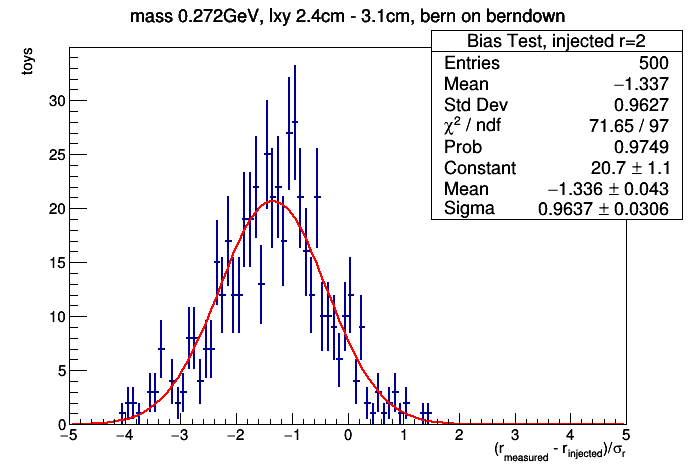 mass 0.272GeV, lxy 2.4cm - 3.1cm, bern on berndown
Bias Test, injected r=2
Entries 500
Mean −1.337
Std Dev 0.9627
χ² / ndf 71.65 / 97
Prob 0.9749
Constant 20.7 ± 1.1
Mean −1.336 ± 0.043
Sigma 0.9637 ± 0.0306
toys
30
25
20
15
10
5
0
−5 −4 −3 −2 −1 0 1 2 3 4 5
(r_measured - r_injected)/σ_r